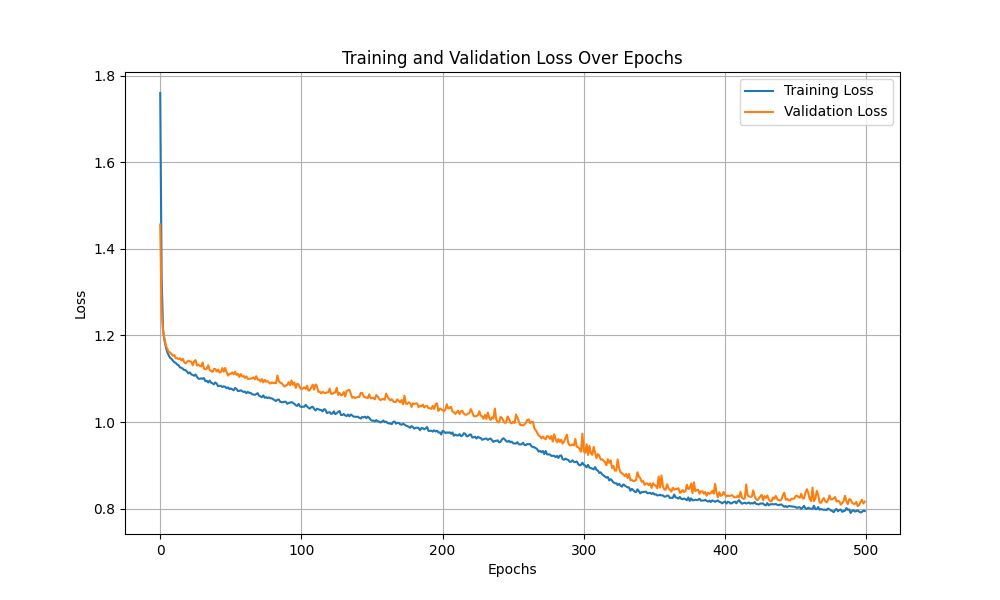 Training and Validation Loss Over Epochs
Training Loss
Validation Loss
1.8
1.6
1.4
1.2
1.0
0.8
Loss
0
100
200
300
400
500
Epochs